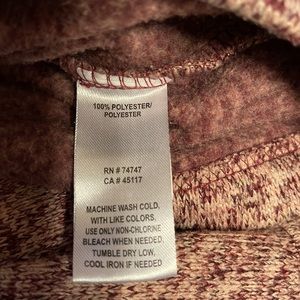 100% POLYESTER/
POLYESTER
RN # 74747
CA # 45117
MACHINE WASH COLD,
WITH LIKE COLORS.
USE ONLY NON-CHLORINE
BLEACH WHEN NEEDED.
TUMBLE DRY LOW,
COOL IRON IF NEEDED